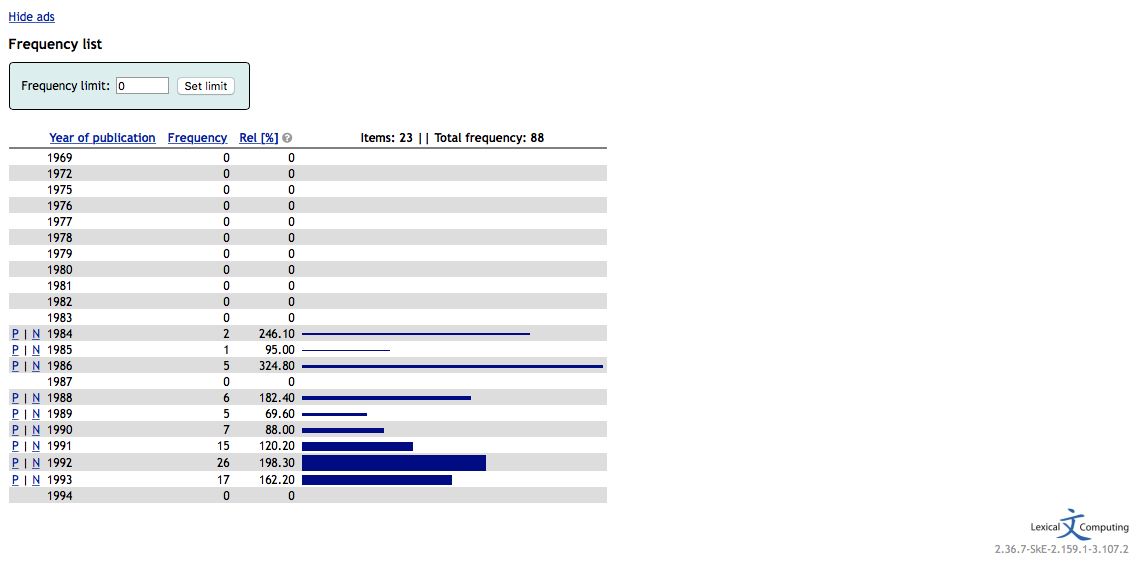 Hide ads
Frequency list
Frequency limit: 0 Set limit
Year of publication Frequency Rel [%] ? Items: 23 || Total frequency: 88
1969 0 0
1972 0 0
1975 0 0
1976 0 0
1977 0 0
1978 0 0
1979 0 0
1980 0 0
1981 0 0
1982 0 0
1983 0 0
P | N 1984 2 246.10
P | N 1985 1 95.00
P | N 1986 5 324.80
1987 0 0
P | N 1988 6 182.40
P | N 1989 5 69.60
P | N 1990 7 88.00
P | N 1991 15 120.20
P | N 1992 26 198.30
P | N 1993 17 162.20
1994 0 0
Lexical 文 Computing
2.36.7-SkE-2.159.1-3.107.2